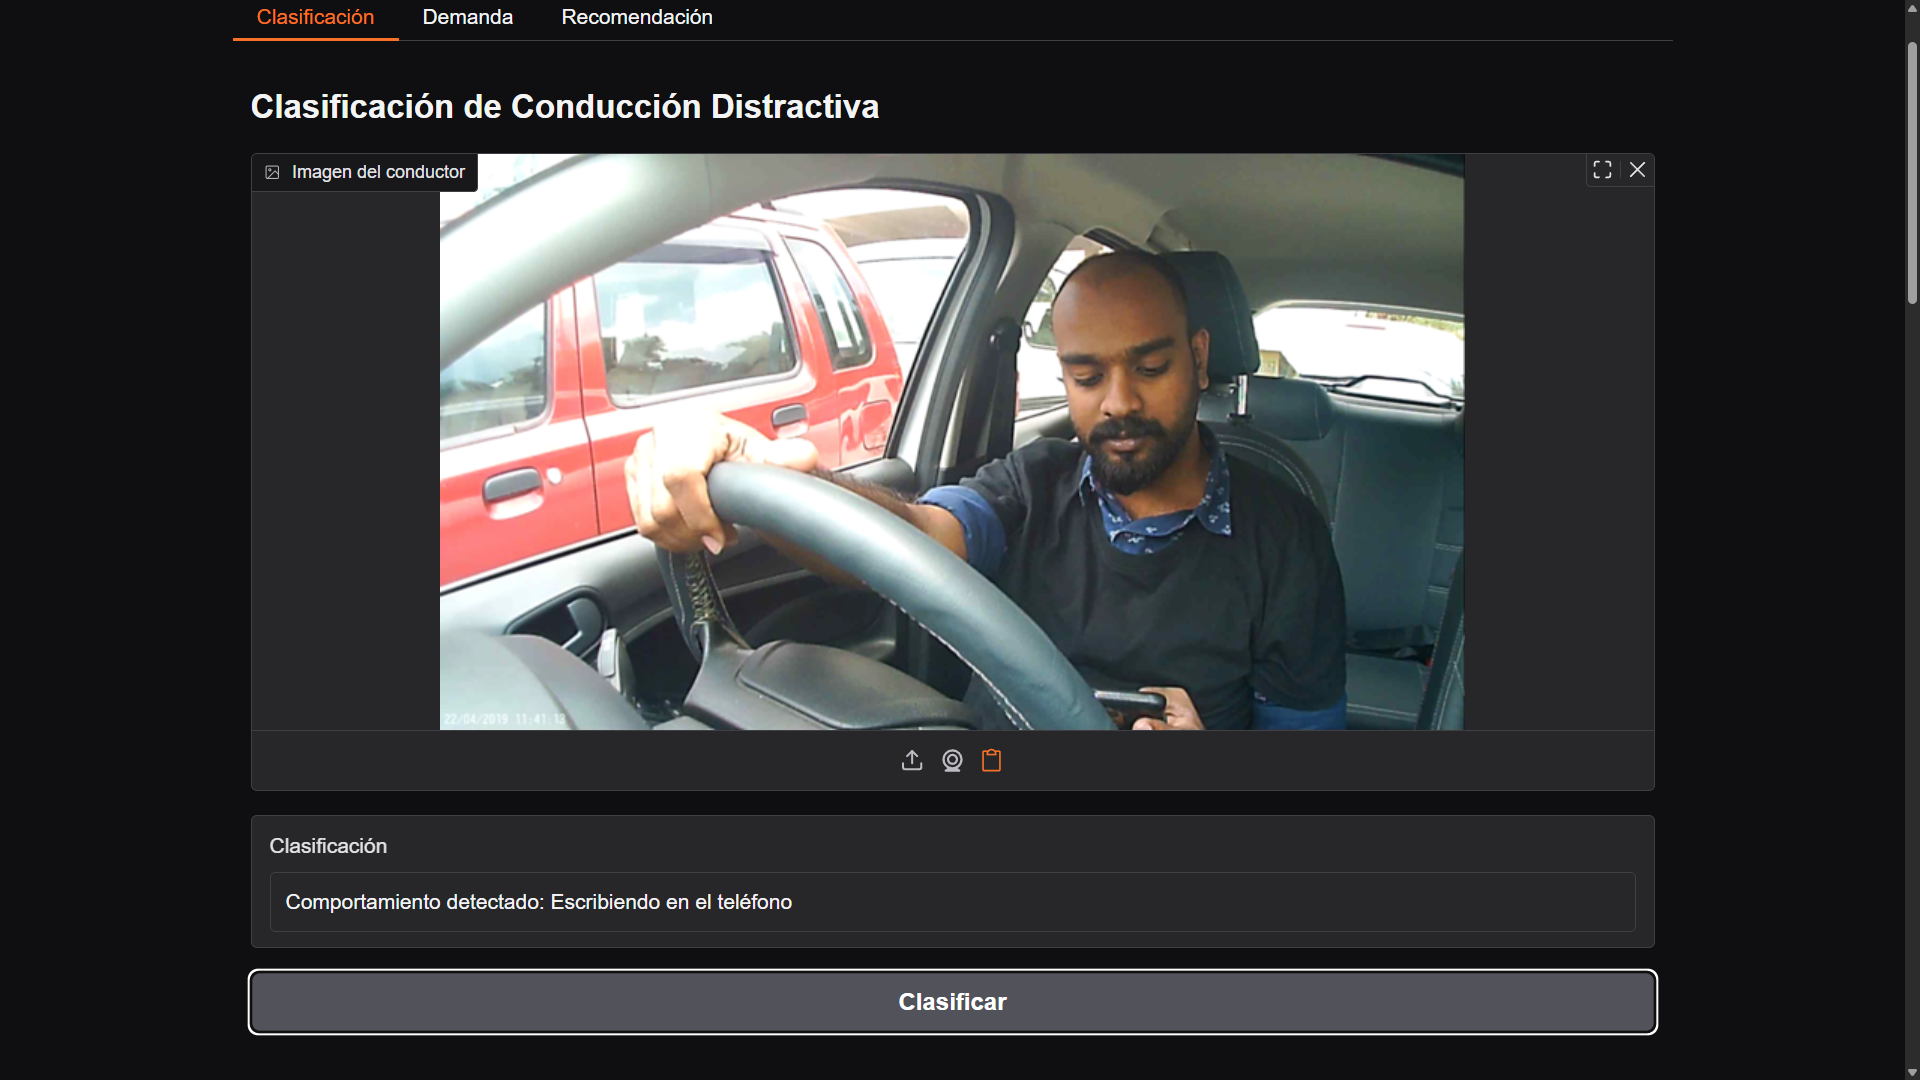 Clasificación
Demanda
Recomendación
Clasificación de Conducción Distractiva
Imagen del conductor
22/04/2019 11:41:13
Clasificación
Comportamiento detectado: Escribiendo en el teléfono
Clasificar